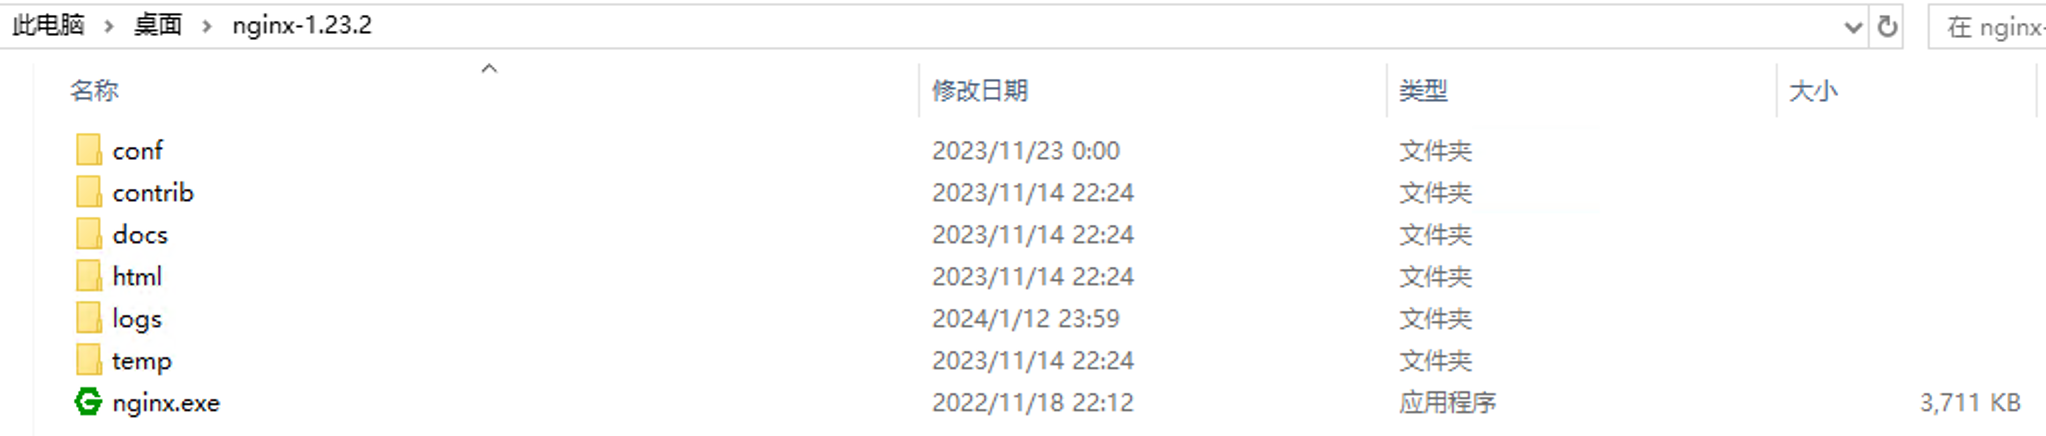 此电脑 > 桌面 > nginx-1.23.2 在 nginx-
名称 修改日期 类型 大小
conf 2023/11/23 0:00 文件夹
contrib 2023/11/14 22:24 文件夹
docs 2023/11/14 22:24 文件夹
html 2023/11/14 22:24 文件夹
logs 2024/1/12 23:59 文件夹
temp 2023/11/14 22:24 文件夹
nginx.exe 2022/11/18 22:12 应用程序 3,711 KB